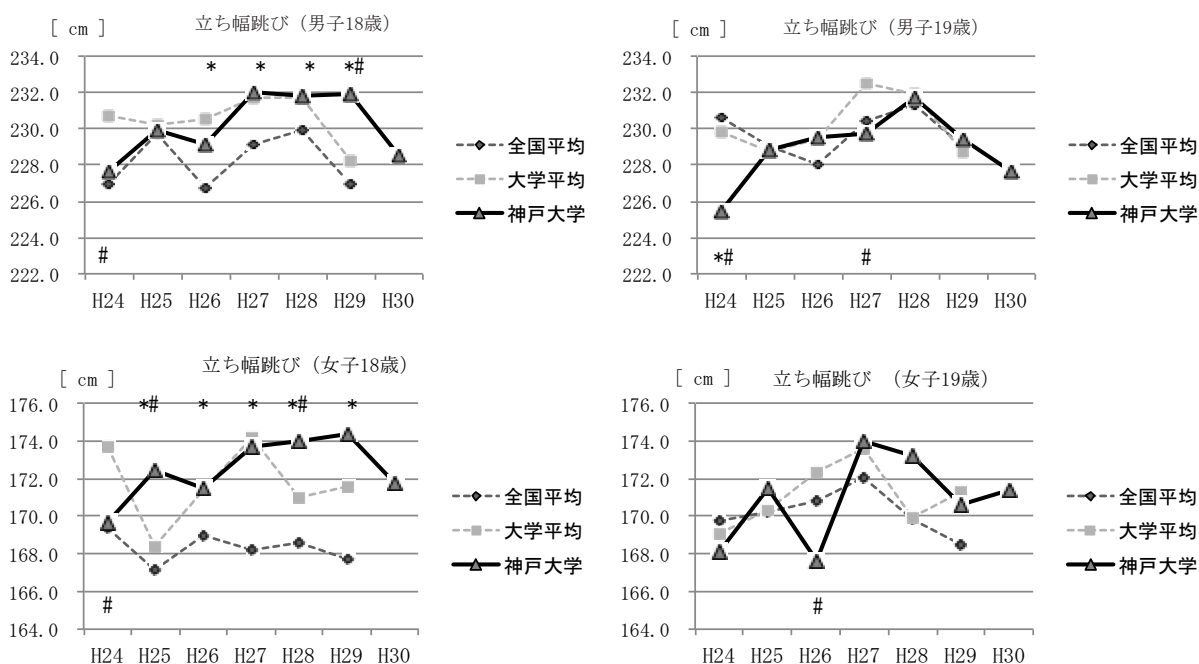 [ cm ]
立ち幅跳び（男子18歳）
234.0
232.0
230.0
228.0
226.0
224.0
222.0
* * * *#
#
H24 H25 H26 H27 H28 H29 H30
全国平均
大学平均
神戸大学
[ cm ]
立ち幅跳び（男子19歳）
234.0
232.0
230.0
228.0
226.0
224.0
222.0
*# #
H24 H25 H26 H27 H28 H29 H30
全国平均
大学平均
神戸大学
[ cm ]
立ち幅跳び（女子18歳）
176.0
174.0
172.0
170.0
168.0
166.0
164.0
*# * * *# *
#
H24 H25 H26 H27 H28 H29 H30
全国平均
大学平均
神戸大学
[ cm ]
立ち幅跳び （女子19歳）
176.0
174.0
172.0
170.0
168.0
166.0
164.0
#
H24 H25 H26 H27 H28 H29 H30
全国平均
大学平均
神戸大学